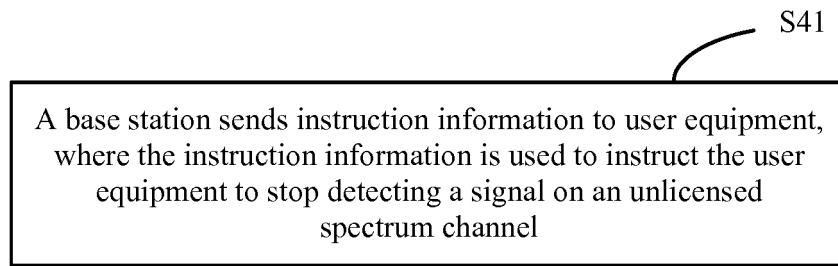 S41
A base station sends instruction information to user equipment,
where the instruction information is used to instruct the user
equipment to stop detecting a signal on an unlicensed
spectrum channel